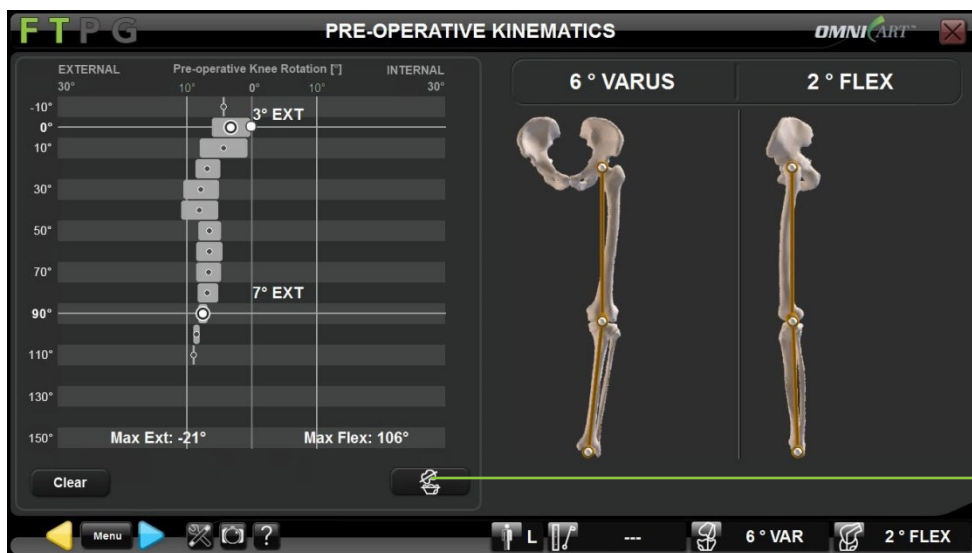 F T P G
PRE-OPERATIVE KINEMATICS
OMNI ART™
EXTERNAL Pre-operative Knee Rotation [°] INTERNAL
30° 10° 0° 10° 30°
-10°
3° EXT
0°
10°
30°
50°
70°
7° EXT
90°
110°
130°
150°
Max Ext: -21° Max Flex: 106°
Clear
6 ° VARUS
2 ° FLEX
Menu
?
L
---
6 ° VAR
2 ° FLEX